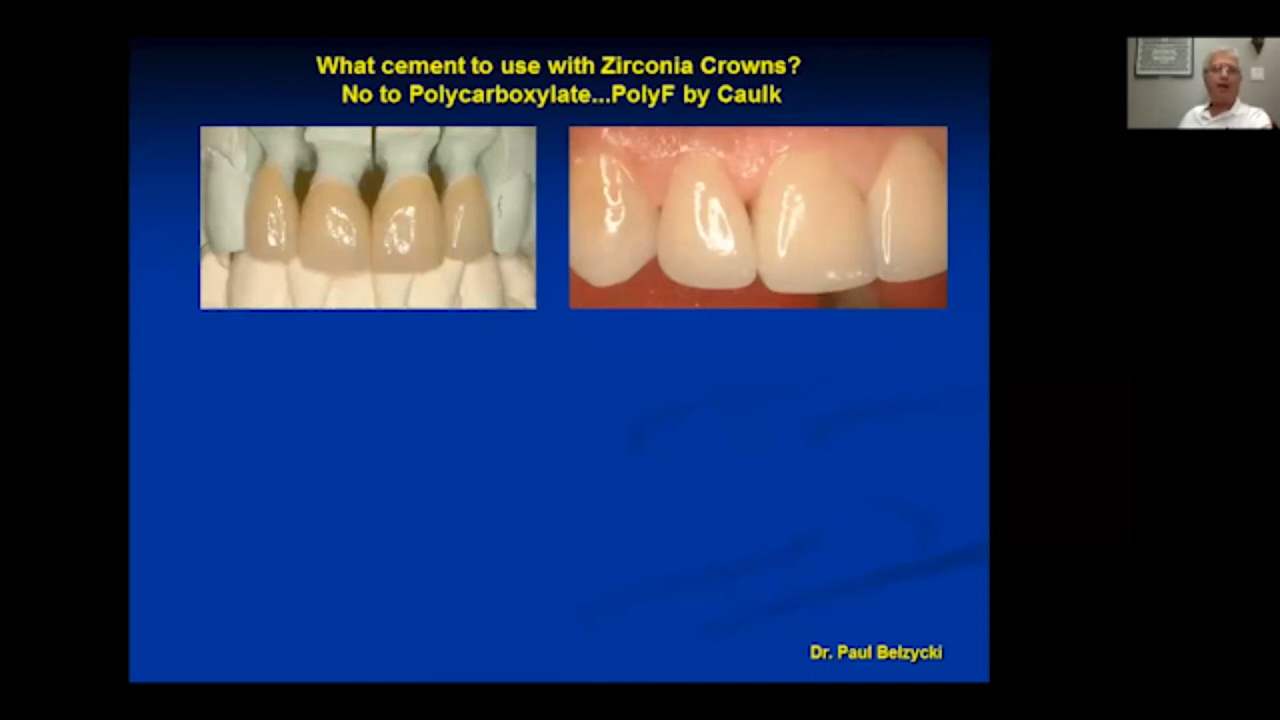 What cement to use with Zirconia Crowns?
No to Polycarboxylate...PolyF by Caulk
Dr. Paul Belzycki